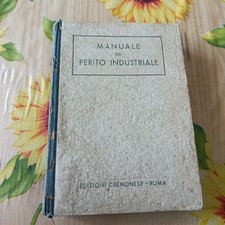 MANUALE
DEL
PERITO INDUSTRIALE
EDIZIONI CREMONESE - ROMA